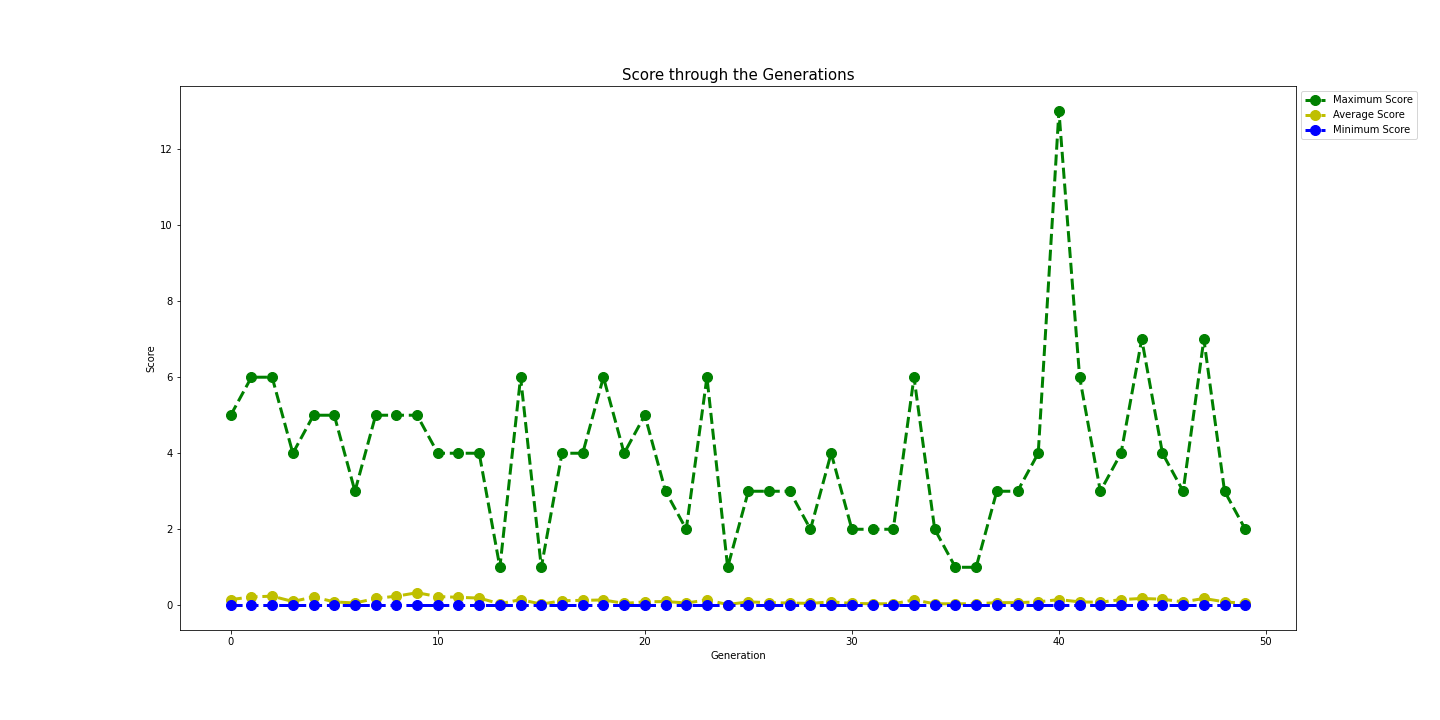 Score through the Generations
Maximum Score
Average Score
Minimum Score
12
10
8
6
4
2
0
Score
0 10 20 30 40 50
Generation